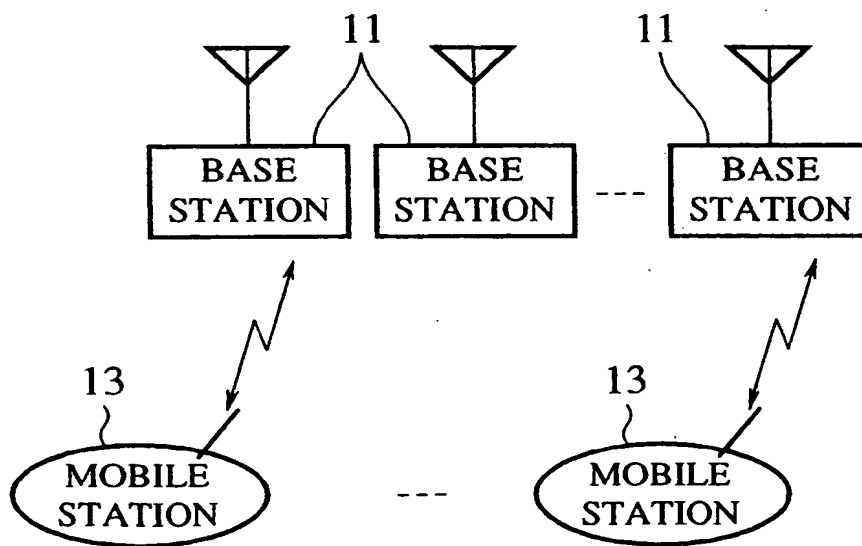 11
11
BASE
STATION
BASE
STATION
BASE
STATION
13
MOBILE
STATION
13
MOBILE
STATION